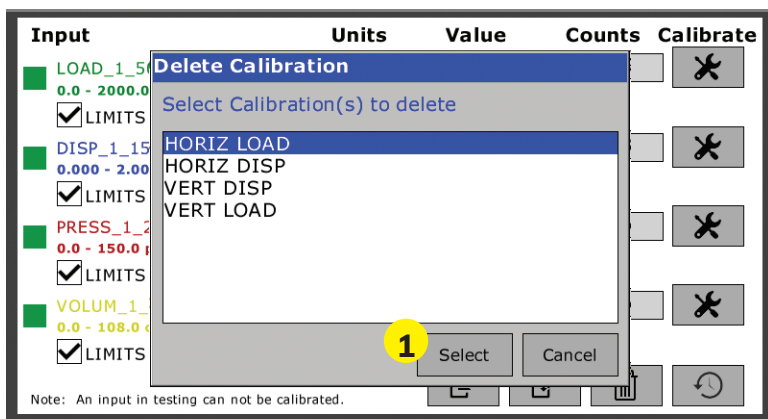 Input Units Value Counts Calibrate
LOAD_1_5
Delete Calibration
0.0 - 2000.0
Select Calibration(s) to delete
LIMITS
HORIZ LOAD
DISP_1_15
HORIZ DISP
0.000 - 2.00
VERT DISP
LIMITS
VERT LOAD
PRESS_1_2
0.0 - 150.0
LIMITS
VOLUM_1_
0.0 - 108.0
1
LIMITS
Select Cancel
Note: An input in testing can not be calibrated.